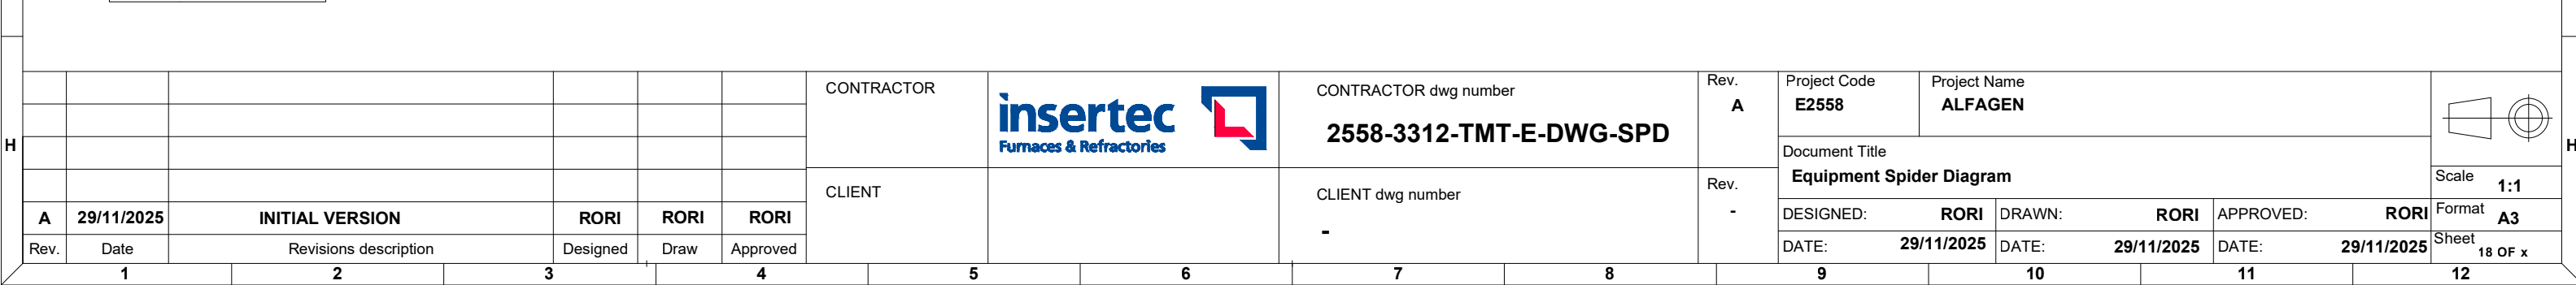 CONTRACTOR
insertec
Furnaces & Refractories
CONTRACTOR dwg number
2558-3312-TMT-E-DWG-SPD
Rev.
A
Project Code
E2558
Project Name
ALFAGEN
H
H
Document Title
Equipment Spider Diagram
CLIENT
CLIENT dwg number
-
Rev.
-
Scale
1:1
A 29/11/2025 INITIAL VERSION RORI RORI RORI
Rev. Date Revisions description Designed Draw Approved
DESIGNED: RORI DRAWN: RORI APPROVED: RORI
Format
A3
DATE: 29/11/2025 DATE: 29/11/2025 DATE: 29/11/2025
Sheet
18 OF x
1 2 3 4 5 6 7 8 9 10 11 12